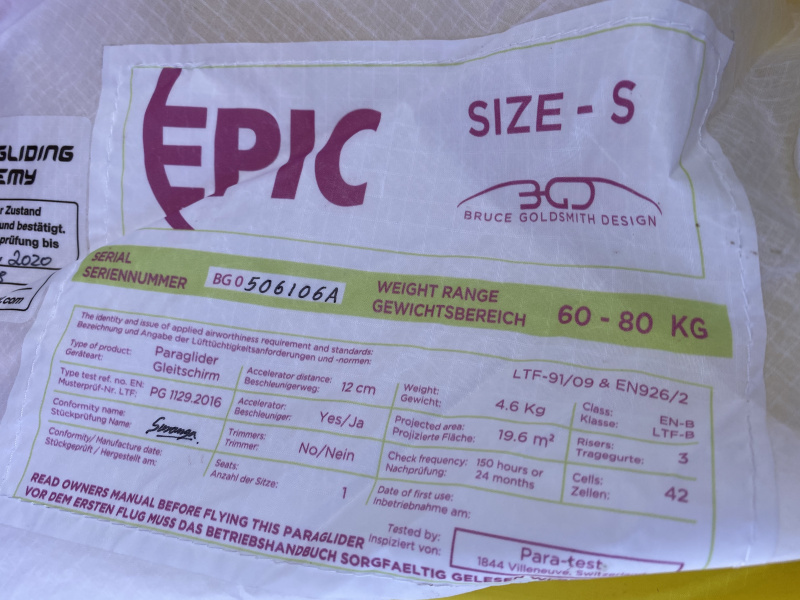 EPIC
SIZE - S
BGD
BRUCE GOLDSMITH DESIGN
GLIDING
EMY
r Zustand
und bestätigt.
prüfung bis
2020
.com
SERIAL
SERIENNUMMER
BG0506106A
WEIGHT RANGE
GEWICHTSBEREICH
60 - 80 KG
The identity and issue of applied airworthiness requirement and standards:
Bezeichnung und Angabe der Lufttüchtigkeitsanforderungen und -normen:
LTF-91/09 & EN926/2
Type of product:
Geräteart:
Paraglider
Gleitschirm
Type test ref. no. EN:
Musterprüf-Nr. LTF:
PG 1129.2016
Conformity name:
Stückprüfung Name
Conformity/ Manufacture date:
Stückgeprüft / Hergestellt am:
Accelerator distance:
Beschleunigerweg:
12 cm
Accelerator:
Beschleuniger:
Yes/Ja
Trimmers:
Trimmer:
No/Nein
Seats:
Anzahl der Sitze:
1
Weight:
Gewicht:
4.6 Kg
Projected area:
Projizierte Fläche:
19.6 m²
Check frequency:
Nachprüfung:
150 hours or
24 months
Date of first use:
Inbetriebnahme am:
Class:
Klasse:
EN-B
LTF-B
Risers:
Tragegurte:
3
Cells:
Zellen:
42
READ OWNERS MANUAL BEFORE FLYING THIS PARAGLIDER
VOR DEM ERSTEN FLUG MUSS DAS BETRIEBSHANDBUCH SORGFAELTIG GELESEN
Tested by:
Inspiziert von:
Para-test
1844 Villeneuve, Switzerland